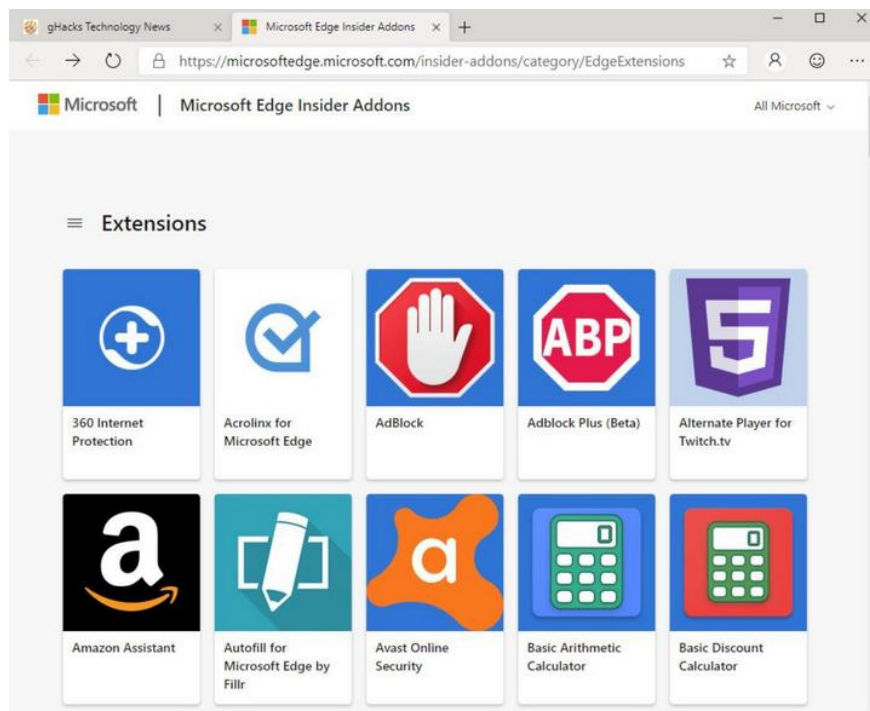 gHacks Technology News
Microsoft Edge Insider Addons
https://microsoftedge.microsoft.com/insider-addons/category/EdgeExtensions
Microsoft | Microsoft Edge Insider Addons
All Microsoft
Extensions
ABP
5
360 Internet
Protection
Acrolinx for
Microsoft Edge
AdBlock
Adblock Plus (Beta)
Alternate Player for
Twitch.tv
a
a
0
0
Amazon Assistant
Autofill for
Microsoft Edge by
Fillr
Avast Online
Security
Basic Arithmetic
Calculator
Basic Discount
Calculator